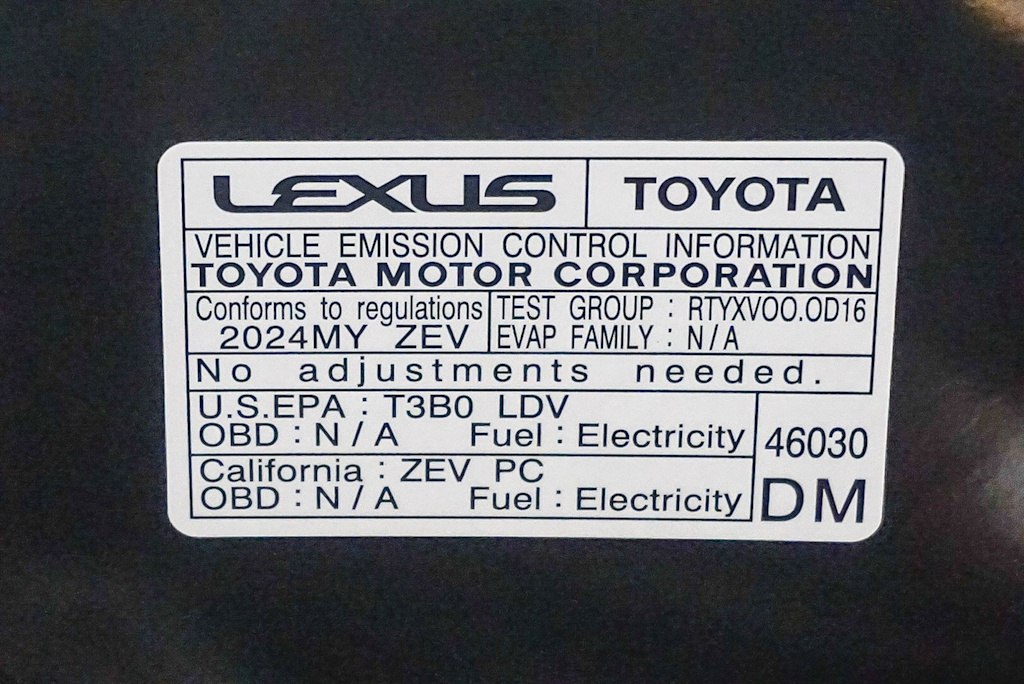 LEXUS TOYOTA
VEHICLE EMISSION CONTROL INFORMATION
TOYOTA MOTOR CORPORATION
Conforms to regulations
2024MY ZEV
TEST GROUP : RTYXV00.0D16
EVAP FAMILY : N/A
No adjustments needed.
U.S.EPA : T3B0 LDV
OBD : N/A Fuel : Electricity
California : ZEV PC
OBD : N/A Fuel : Electricity
46030
DM